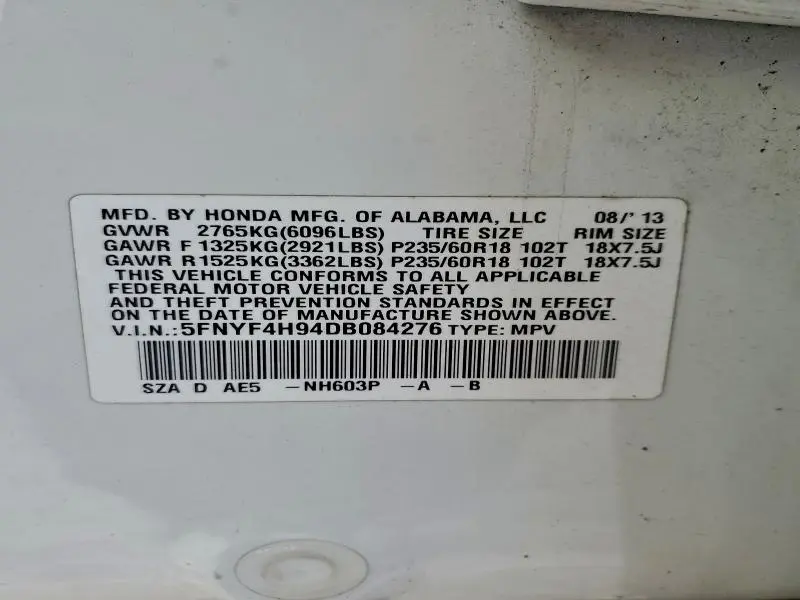 MFD. BY HONDA MFG. OF ALABAMA, LLC 08/' 13
GVWR 2765KG(6096LBS) TIRE SIZE RIM SIZE
GAWR F 1325KG(2921LBS) P235/60R18 102T 18X7.5J
GAWR R 1525KG(3362LBS) P235/60R18 102T 18X7.5J
THIS VEHICLE CONFORMS TO ALL APPLICABLE
FEDERAL MOTOR VEHICLE SAFETY
AND THEFT PREVENTION STANDARDS IN EFFECT
ON THE DATE OF MANUFACTURE SHOWN ABOVE.
V.I.N.:5FNYF4H94DB084276 TYPE: MPV
SZA D AE5 -NH603P -A -B